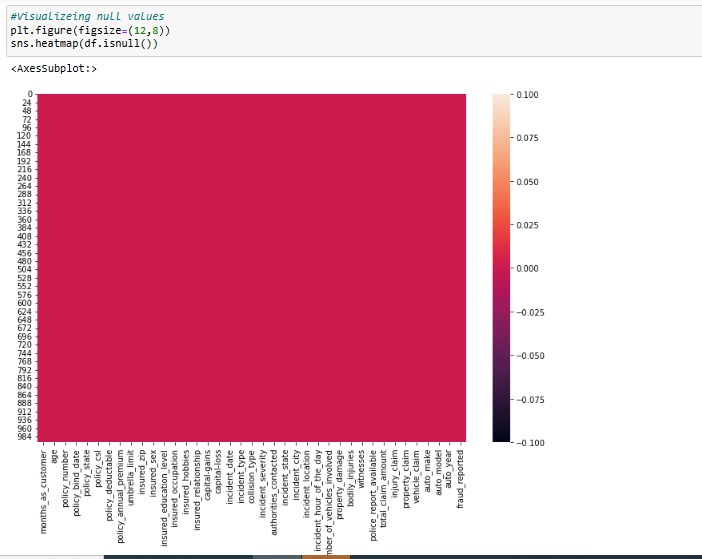 #Visualizeing null values
plt.figure(figsize=(12,8))
sns.heatmap(df.isnull())
<AxesSubplot:>
0
24
48
72
96
120
144
168
192
216
240
264
288
312
336
360
384
408
432
456
480
504
528
552
576
600
624
648
672
696
720
744
768
792
816
840
864
888
912
936
960
984
0.100
0.075
0.050
0.025
0.000
−0.025
−0.050
−0.075
−0.100
months_as_customer
age
policy_number
policy_bind_date
policy_state
policy_csl
policy_deductable
policy_annual_premium
umbrella_limit
insured_zip
insured_sex
insured_education_level
insured_occupation
insured_hobbies
insured_relationship
capital-gains
capital-loss
incident_date
incident_type
collision_type
incident_severity
authorities_contacted
incident_state
incident_city
incident_location
incident_hour_of_the_day
mber_of_vehicles_involved
property_damage
bodily_injuries
witnesses
police_report_available
total_claim_amount
injury_claim
property_claim
vehicle_claim
auto_make
auto_model
auto_year
fraud_reported